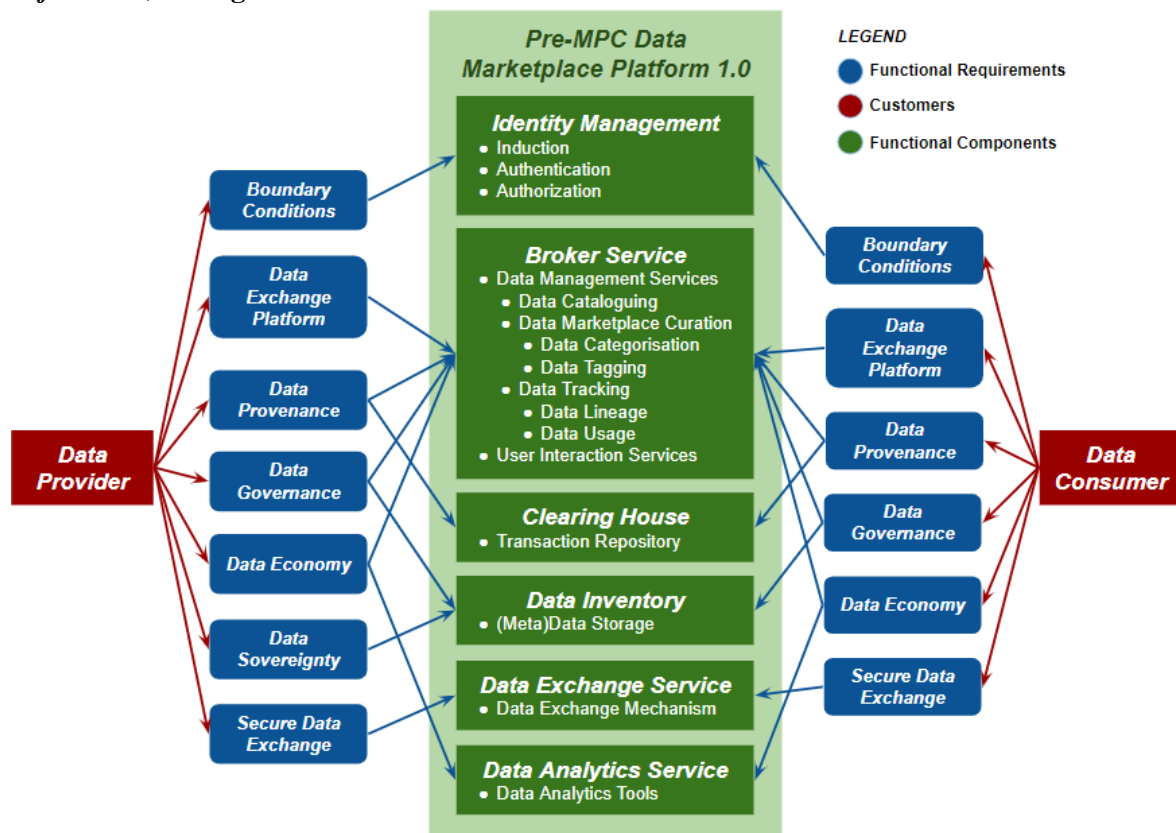 Pre-MPC Data
Marketplace Platform 1.0
LEGEND
Functional Requirements
Customers
Functional Components
Identity Management
• Induction
• Authentication
• Authorization
Broker Service
• Data Management Services
• Data Cataloguing
• Data Marketplace Curation
• Data Categorisation
• Data Tagging
• Data Tracking
• Data Lineage
• Data Usage
• User Interaction Services
Clearing House
• Transaction Repository
Data Inventory
• (Meta)Data Storage
Data Exchange Service
• Data Exchange Mechanism
Data Analytics Service
• Data Analytics Tools
Data
Provider
Boundary
Conditions
Data
Exchange
Platform
Data
Provenance
Data
Governance
Data Economy
Data
Sovereignty
Secure Data
Exchange
Boundary
Conditions
Data
Exchange
Platform
Data
Provenance
Data
Governance
Data Economy
Secure Data
Exchange
Data
Consumer